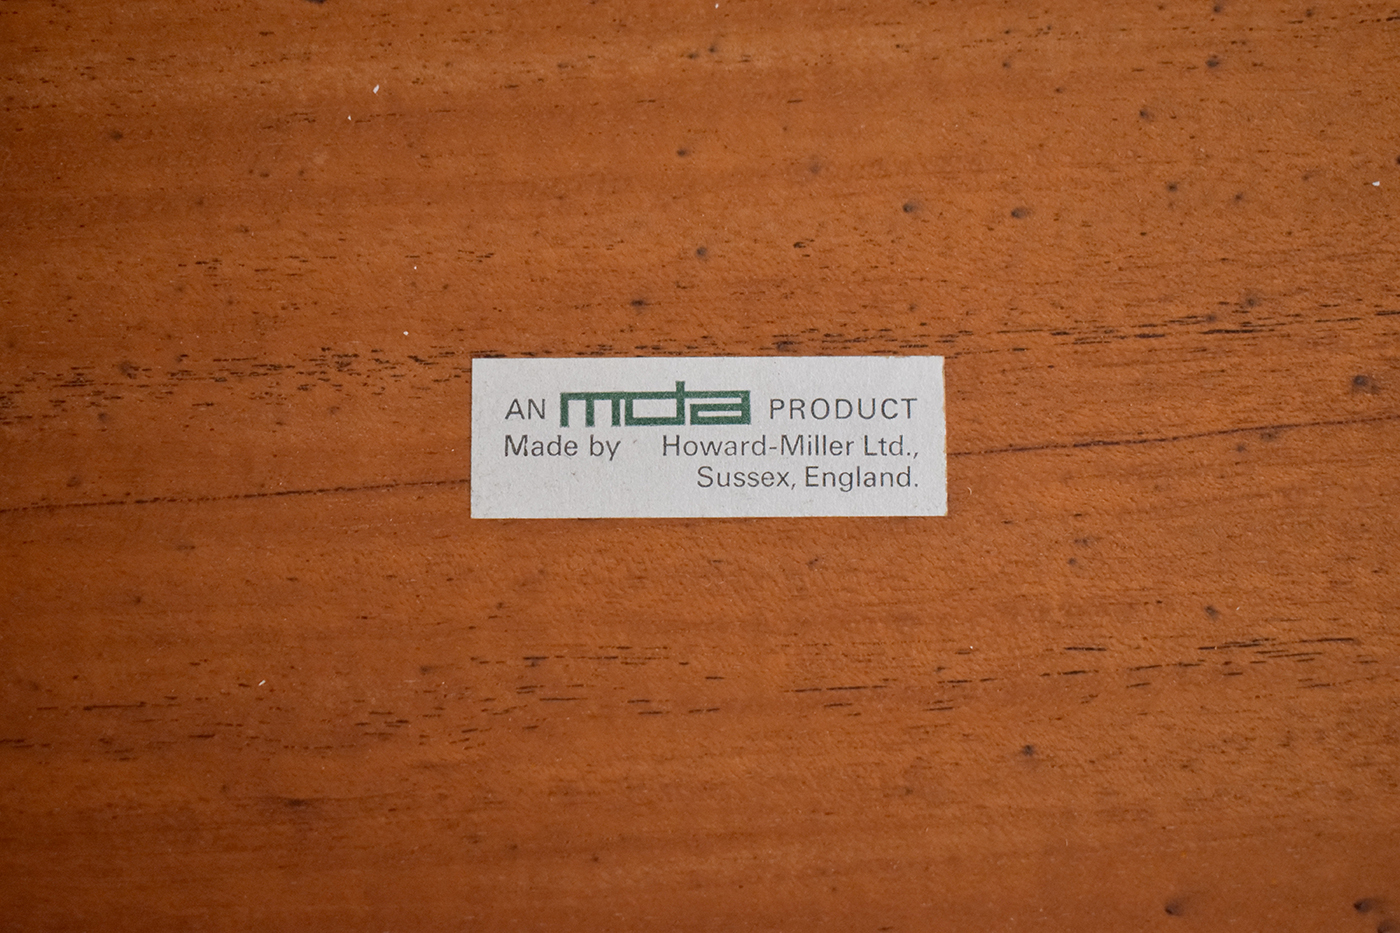 AN mda PRODUCT
Made by Howard-Miller Ltd.,
Sussex, England.